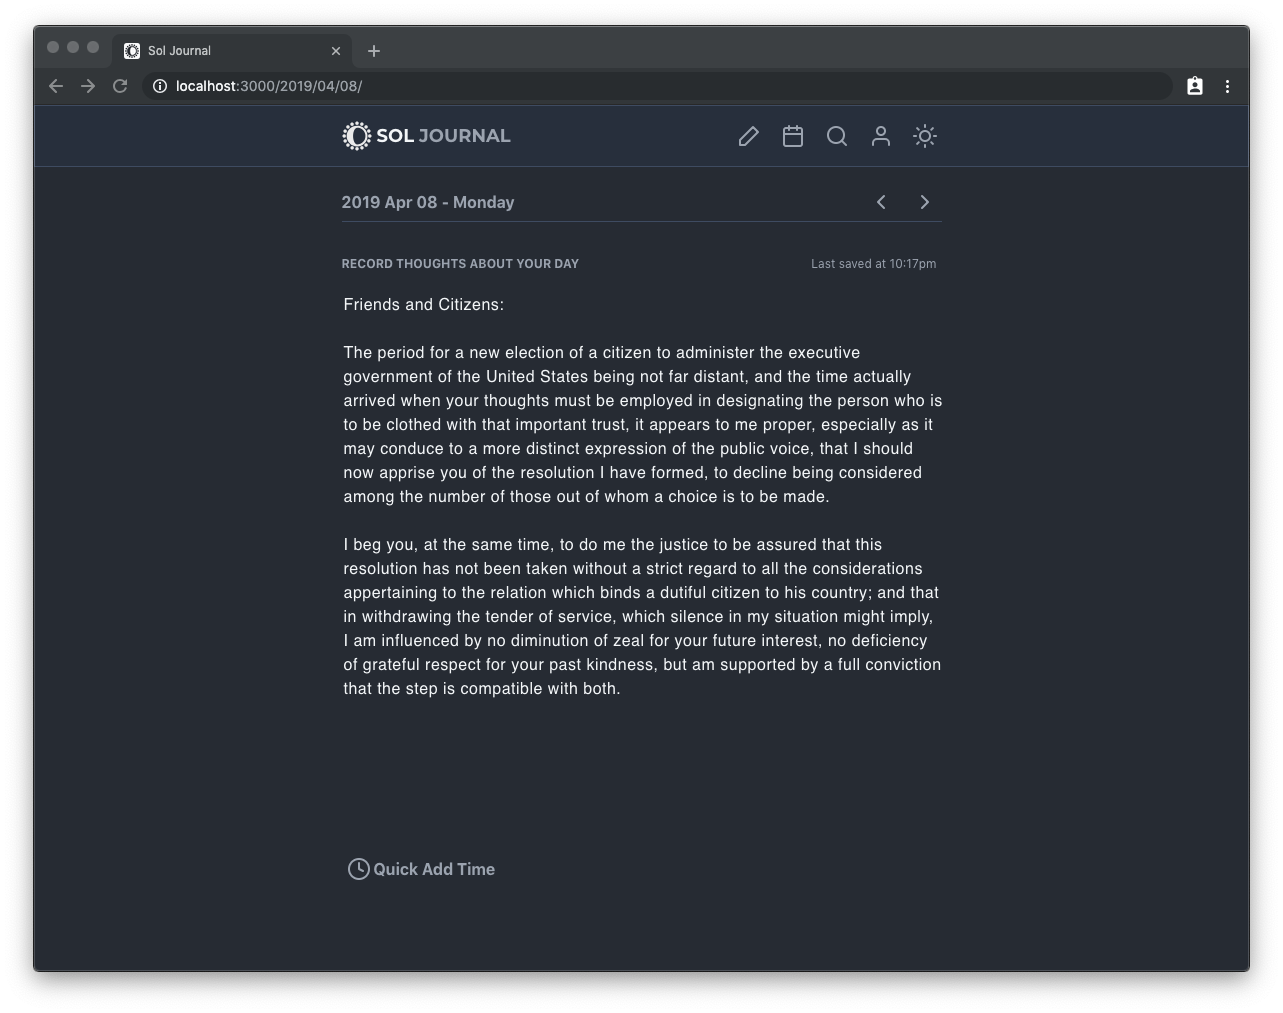 Sol Journal
localhost:3000/2019/04/08/
SOL JOURNAL
2019 Apr 08 - Monday
RECORD THOUGHTS ABOUT YOUR DAY
Last saved at 10:17pm
Friends and Citizens:
The period for a new election of a citizen to administer the executive
government of the United States being not far distant, and the time actually
arrived when your thoughts must be employed in designating the person who is
to be clothed with that important trust, it appears to me proper, especially as it
may conduce to a more distinct expression of the public voice, that I should
now apprise you of the resolution I have formed, to decline being considered
among the number of those out of whom a choice is to be made.
I beg you, at the same time, to do me the justice to be assured that this
resolution has not been taken without a strict regard to all the considerations
appertaining to the relation which binds a dutiful citizen to his country; and that
in withdrawing the tender of service, which silence in my situation might imply,
I am influenced by no diminution of zeal for your future interest, no deficiency
of grateful respect for your past kindness, but am supported by a full conviction
that the step is compatible with both.
Quick Add Time